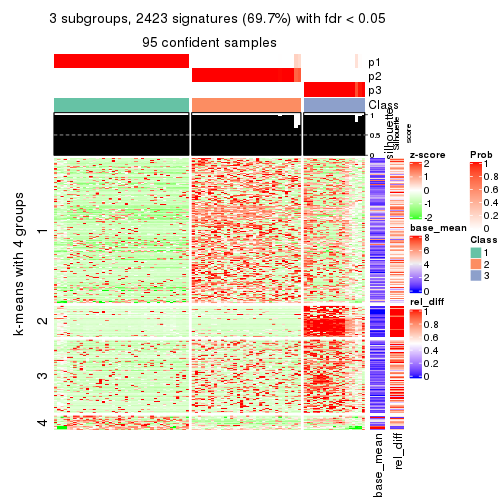 3 subgroups, 2423 signatures (69.7%) with fdr < 0.05
95 confident samples
p1
p2
p3
Class
1
0.5
0
silhouette
Silhouette
score
k-means with 4 groups
1
2
3
4
base_mean
rel_diff
z-score
2
1
0
-1
-2
base_mean
8
6
4
2
0
rel_diff
1
0.8
0.6
0.4
0.2
0
Prob
1
0.8
0.6
0.4
0.2
0
Class
1
2
3